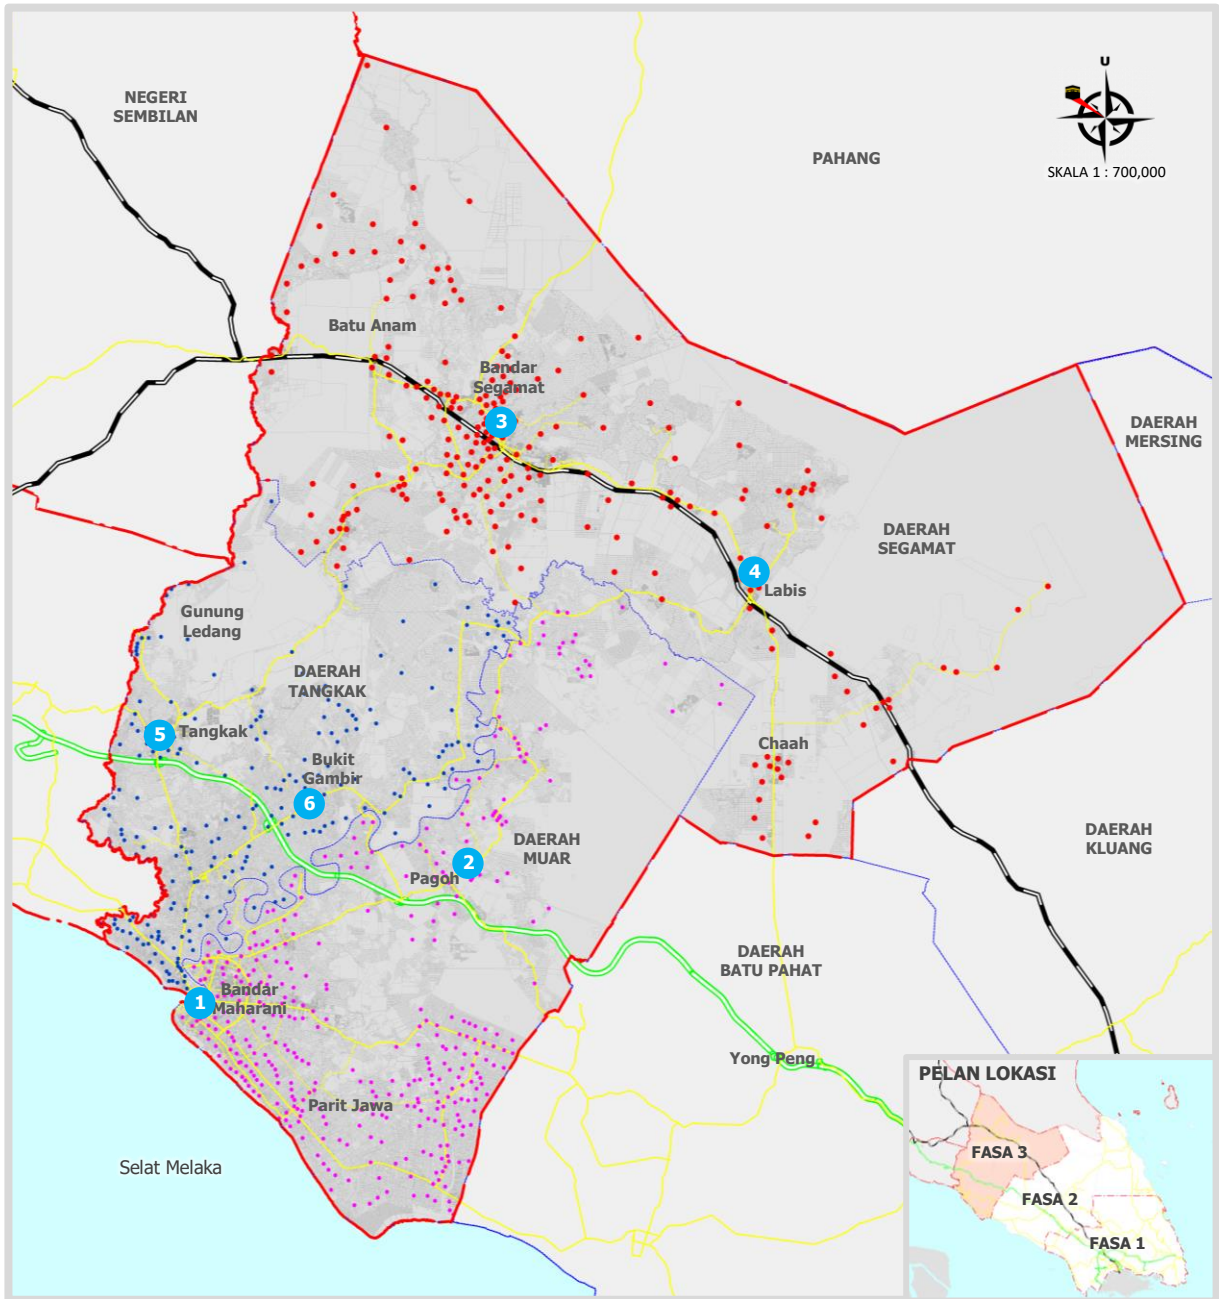 U
NEGERI
SEMBILAN
PAHANG
SKALA 1 : 700,000
Batu Anam
Bandar
Segamat
3
DAERAH
MERSING
DAERAH
SEGAMAT
4
Labis
Gunung
Ledang
DAERAH
TANGKAK
5
Tangkak
Bukit
Gambir
6
Chaah
DAERAH
MUAR
2
Pagoh
DAERAH
KLUANG
DAERAH
BATU PAHAT
1
Bandar
Maharani
Yong Peng
Parit Jawa
Selat Melaka
PELAN LOKASI
FASA 3
FASA 2
FASA 1